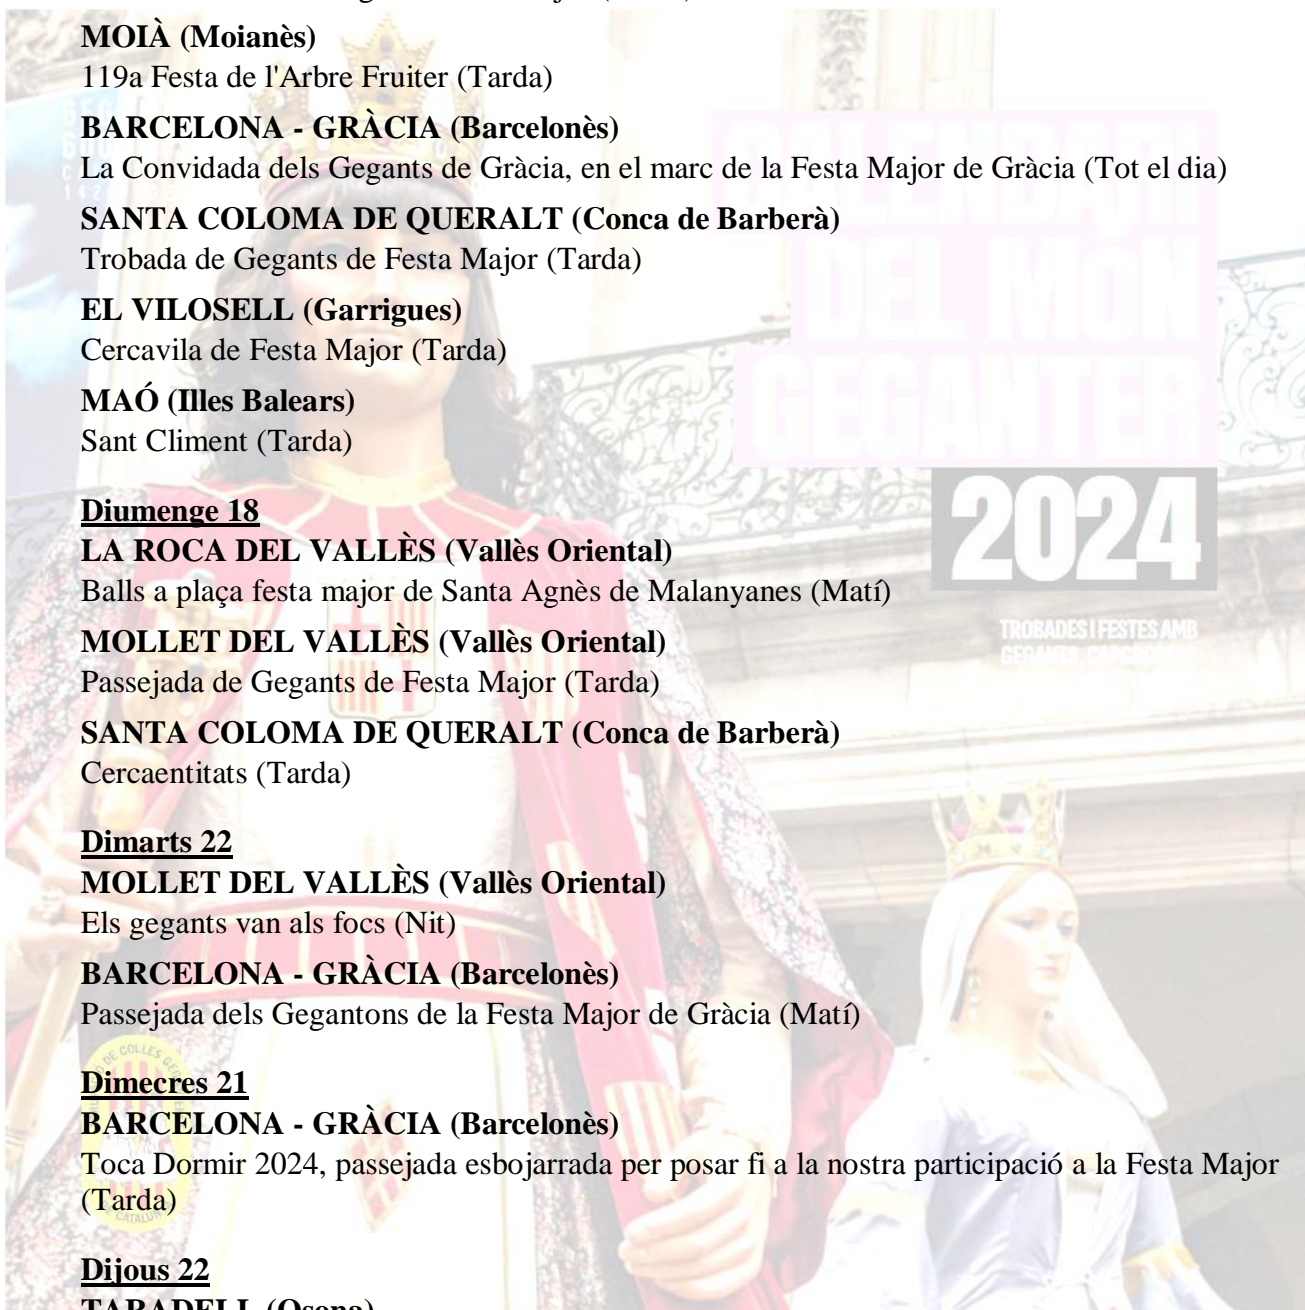 MOIÀ (Moianès)
119a Festa de l'Arbre Fruiter (Tarda)
BARCELONA - GRÀCIA (Barcelonès)
La Convidada dels Gegants de Gràcia, en el marc de la Festa Major de Gràcia (Tot el dia)
SANTA COLOMA DE QUERALT (Conca de Barberà)
Trobada de Gegants de Festa Major (Tarda)
EL VILOSELL (Garrigues)
Cercavila de Festa Major (Tarda)
MAÓ (Illes Balears)
Sant Climent (Tarda)
CALENDARI
DEL MÓN
GEGANTER
2024
TROBADES I FESTES AMB
Diumenge 18
LA ROCA DEL VALLÈS (Vallès Oriental)
Balls a plaça festa major de Santa Agnès de Malanyanes (Matí)
MOLLET DEL VALLÈS (Vallès Oriental)
Passejada de Gegants de Festa Major (Tarda)
SANTA COLOMA DE QUERALT (Conca de Barberà)
Cercaentitats (Tarda)
Dimarts 22
MOLLET DEL VALLÈS (Vallès Oriental)
Els gegants van als focs (Nit)
BARCELONA - GRÀCIA (Barcelonès)
Passejada dels Gegantons de la Festa Major de Gràcia (Matí)
Dimecres 21
BARCELONA - GRÀCIA (Barcelonès)
Toca Dormir 2024, passejada esbojarrada per posar fi a la nostra participació a la Festa Major
(Tarda)
Dijous 22
TARADELL (Osona)